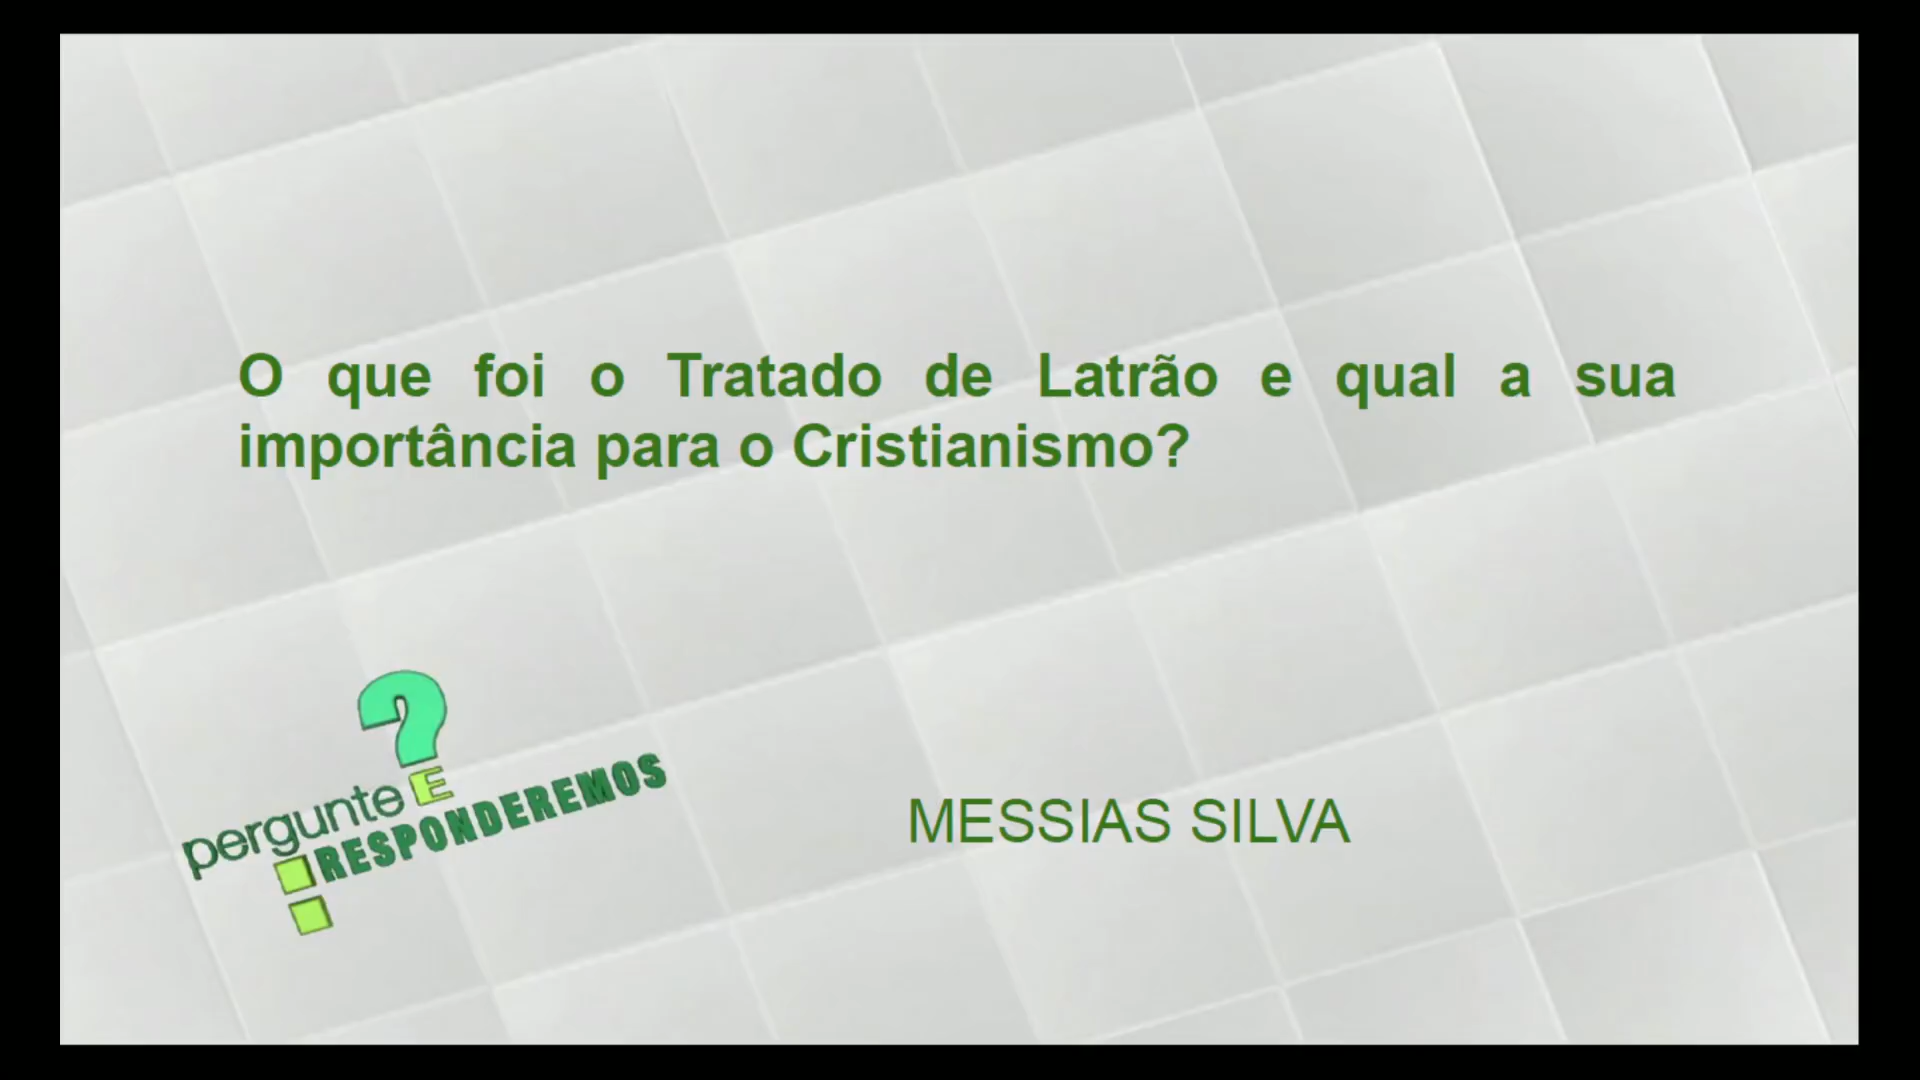 O que foi o Tratado de Latrão e qual a sua
importância para o Cristianismo?
pergunte E
RESPONDEREMOS
MESSIAS SILVA